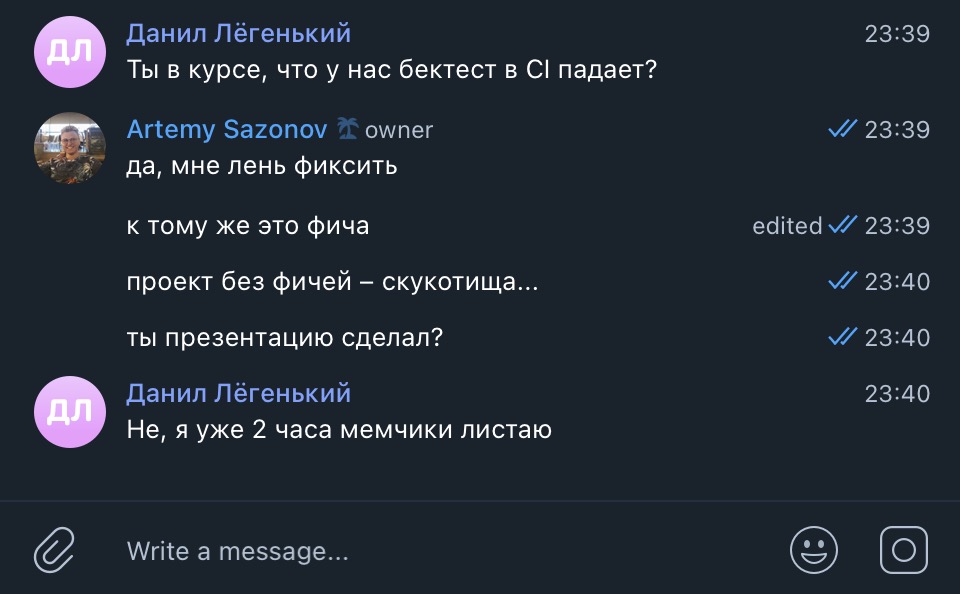 ДЛ
Данил Лёгенький 23:39
Ты в курсе, что у нас бектест в CI падает?
Artemy Sazonov 🏝 owner 23:39
да, мне лень фиксить
к тому же это фича edited 23:39
проект без фичей – скукотища... 23:40
ты презентацию сделал? 23:40
ДЛ
Данил Лёгенький 23:40
Не, я уже 2 часа мемчики листаю
Write a message...